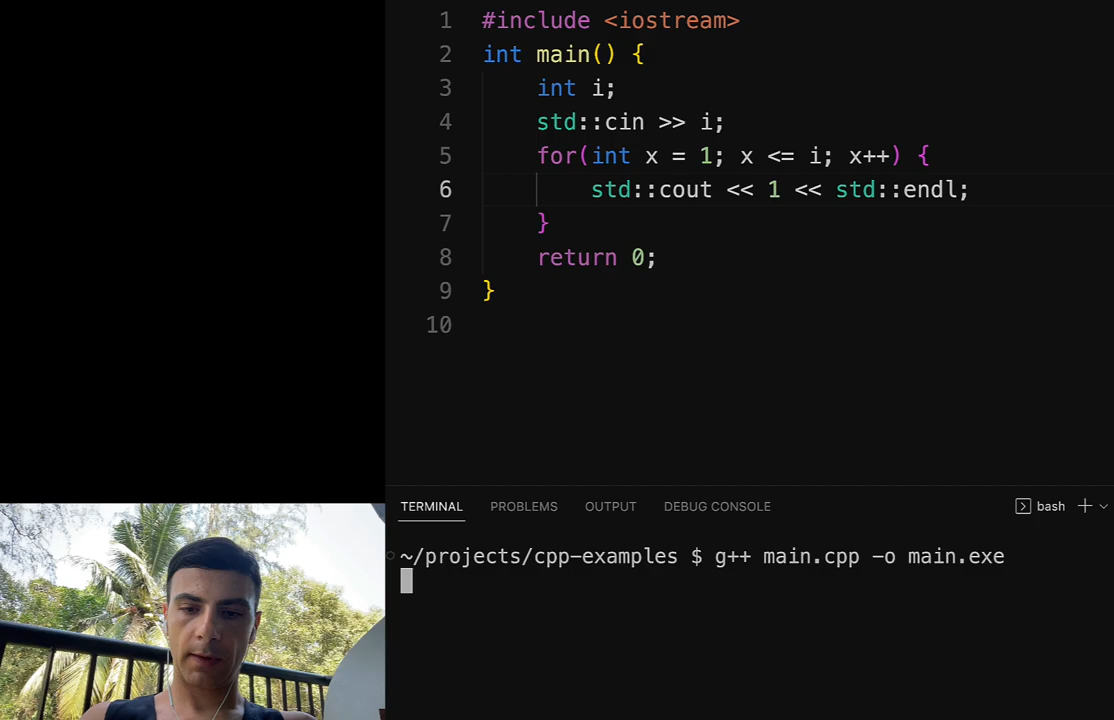 1 #include <iostream>
2 int main() {
3 int i;
4 std::cin >> i;
5 for(int x = 1; x <= i; x++) {
6 std::cout << 1 << std::endl;
7 }
8 return 0;
9 }
10
TERMINAL PROBLEMS OUTPUT DEBUG CONSOLE bash
~/projects/cpp-examples $ g++ main.cpp -o main.exe